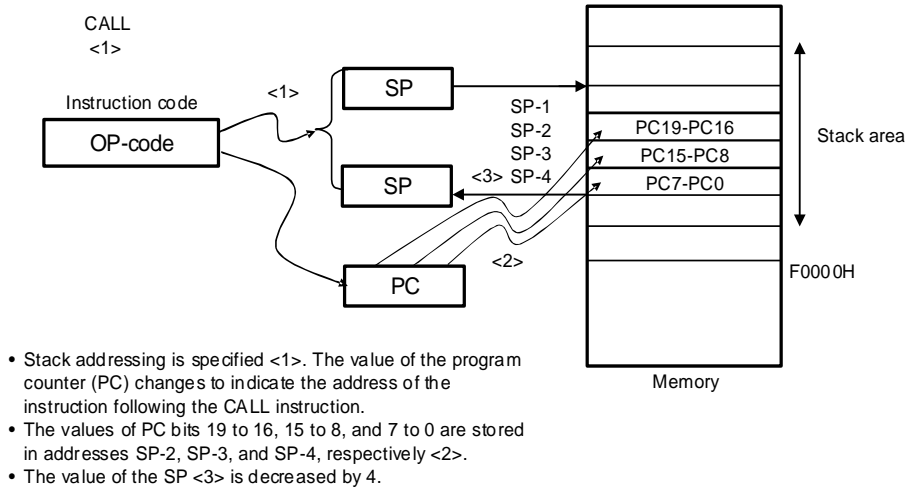 CALL
<1>
Instruction code
OP-code
<1>
SP
SP
SP-1
SP-2
SP-3
SP-4
<3>
<2>
PC
PC19-PC16
PC15-PC8
PC7-PC0
Stack area
F0000H
Memory
• Stack addressing is specified <1>. The value of the program
counter (PC) changes to indicate the address of the
instruction following the CALL instruction.
• The values of PC bits 19 to 16, 15 to 8, and 7 to 0 are stored
in addresses SP-2, SP-3, and SP-4, respectively <2>.
• The value of the SP <3> is decreased by 4.